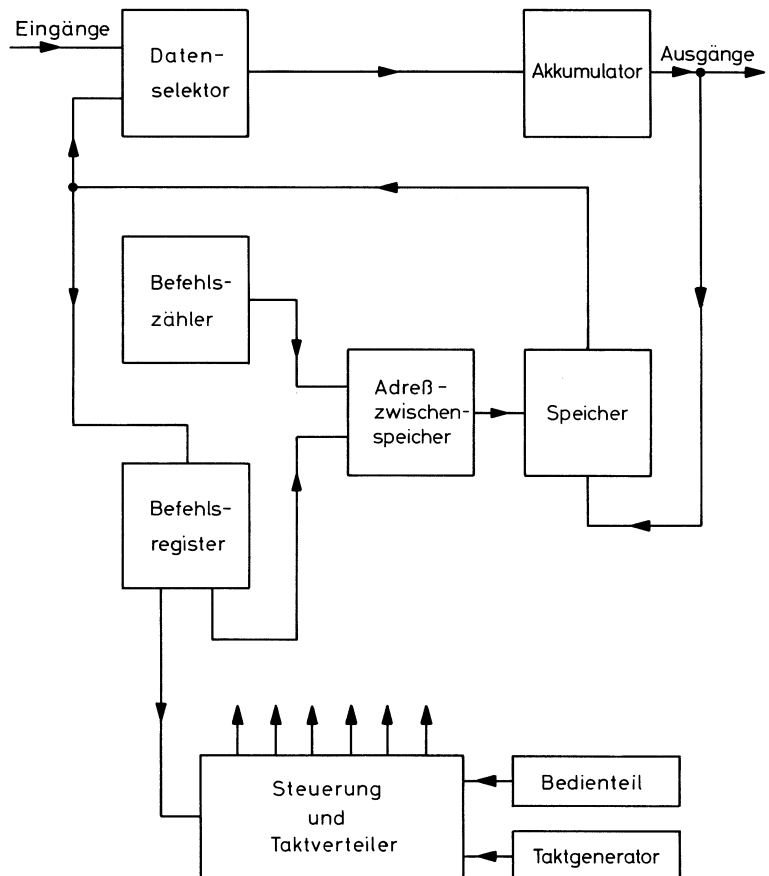 Eingänge
Daten-
selektor
Akkumulator
Ausgänge
Befehls-
zähler
Adreß-
zwischen-
speicher
Speicher
Befehls-
register
Steuerung
und
Taktverteiler
Bedienteil
Taktgenerator